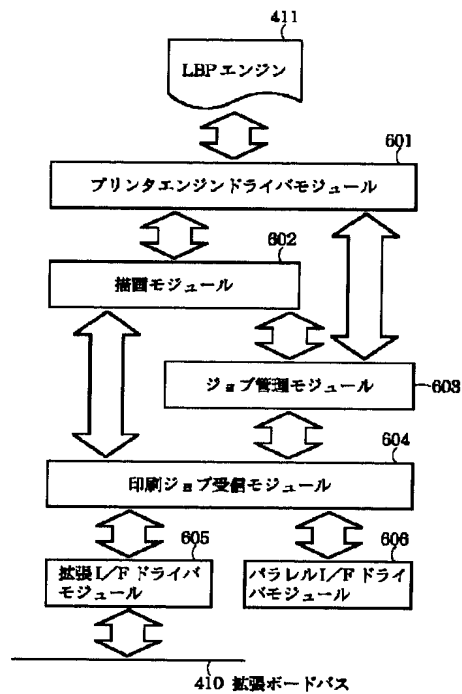 411
LBPエンジン
601
プリンタエンジンドライバモジュール
602
描画モジュール
ジョブ管理モジュール
603
604
印刷ジョブ受信モジュール
605
拡張I/Fドライバ
モジュール
606
パラレルI/Fドライ
バモジュール
410 拡張ボードバス